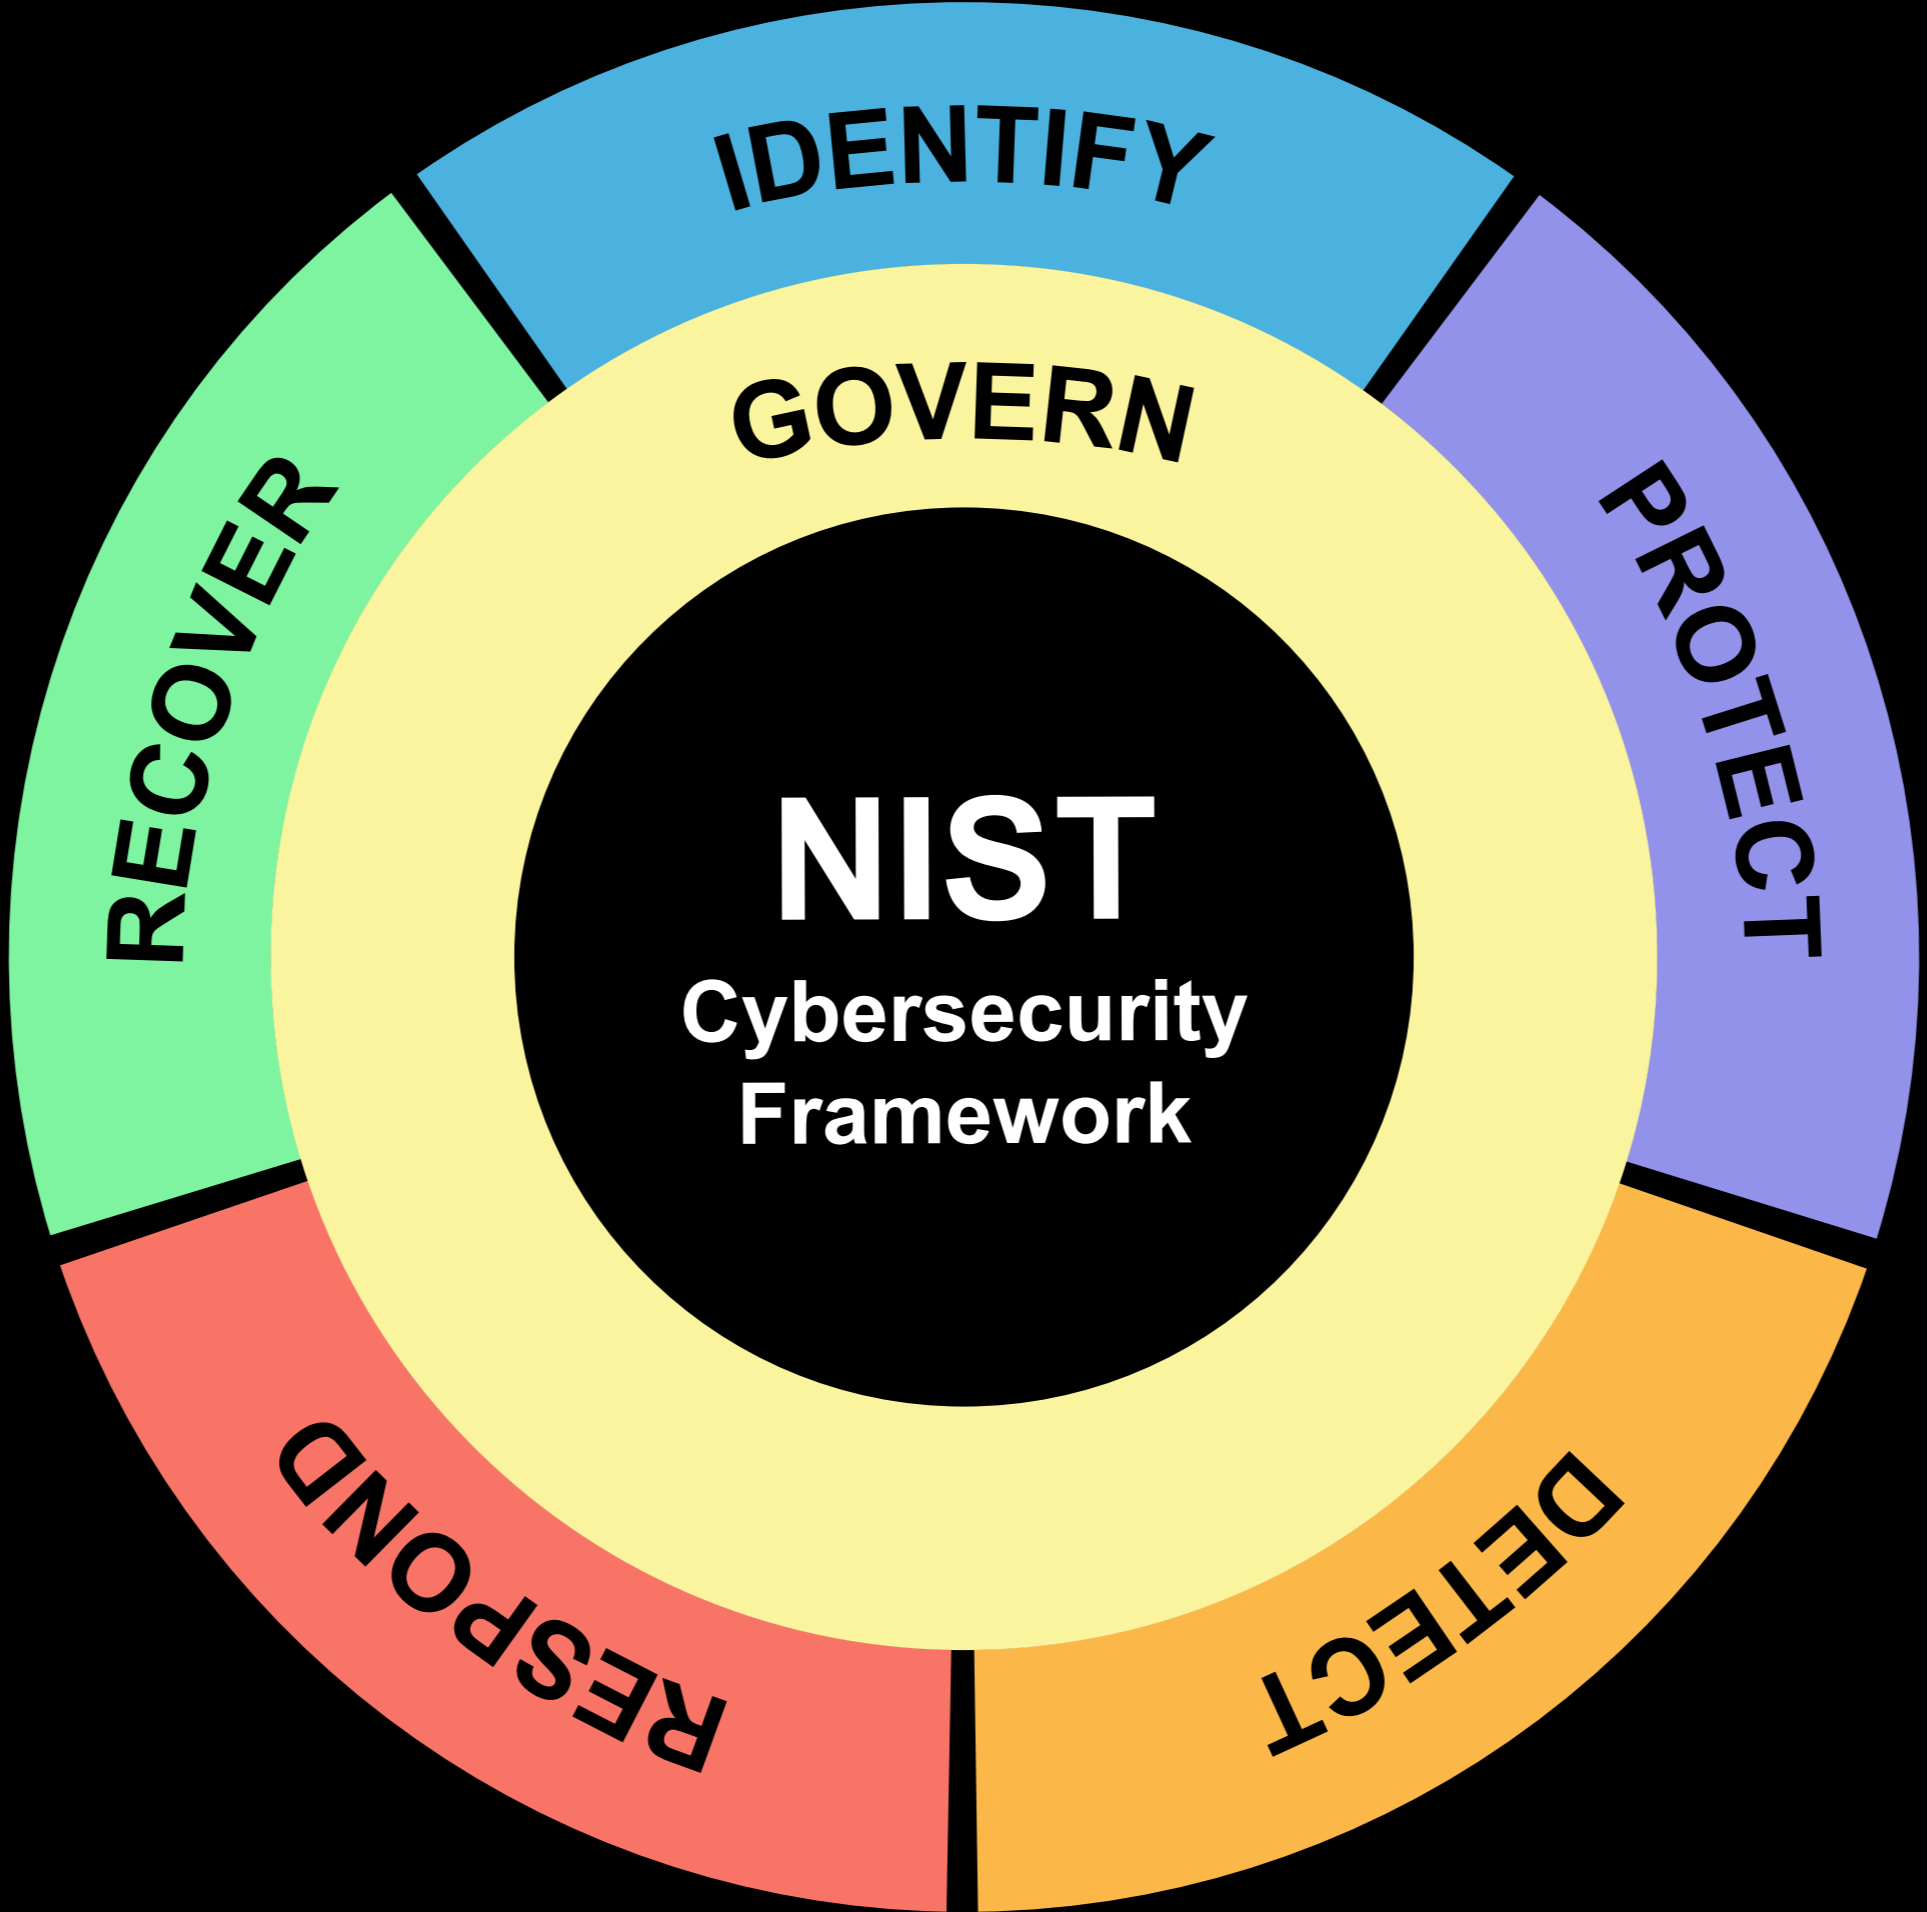 IDENTIFY
PROTECT
DETECT
RESPOND
RECOVER
GOVERN
NIST
Cybersecurity
Framework